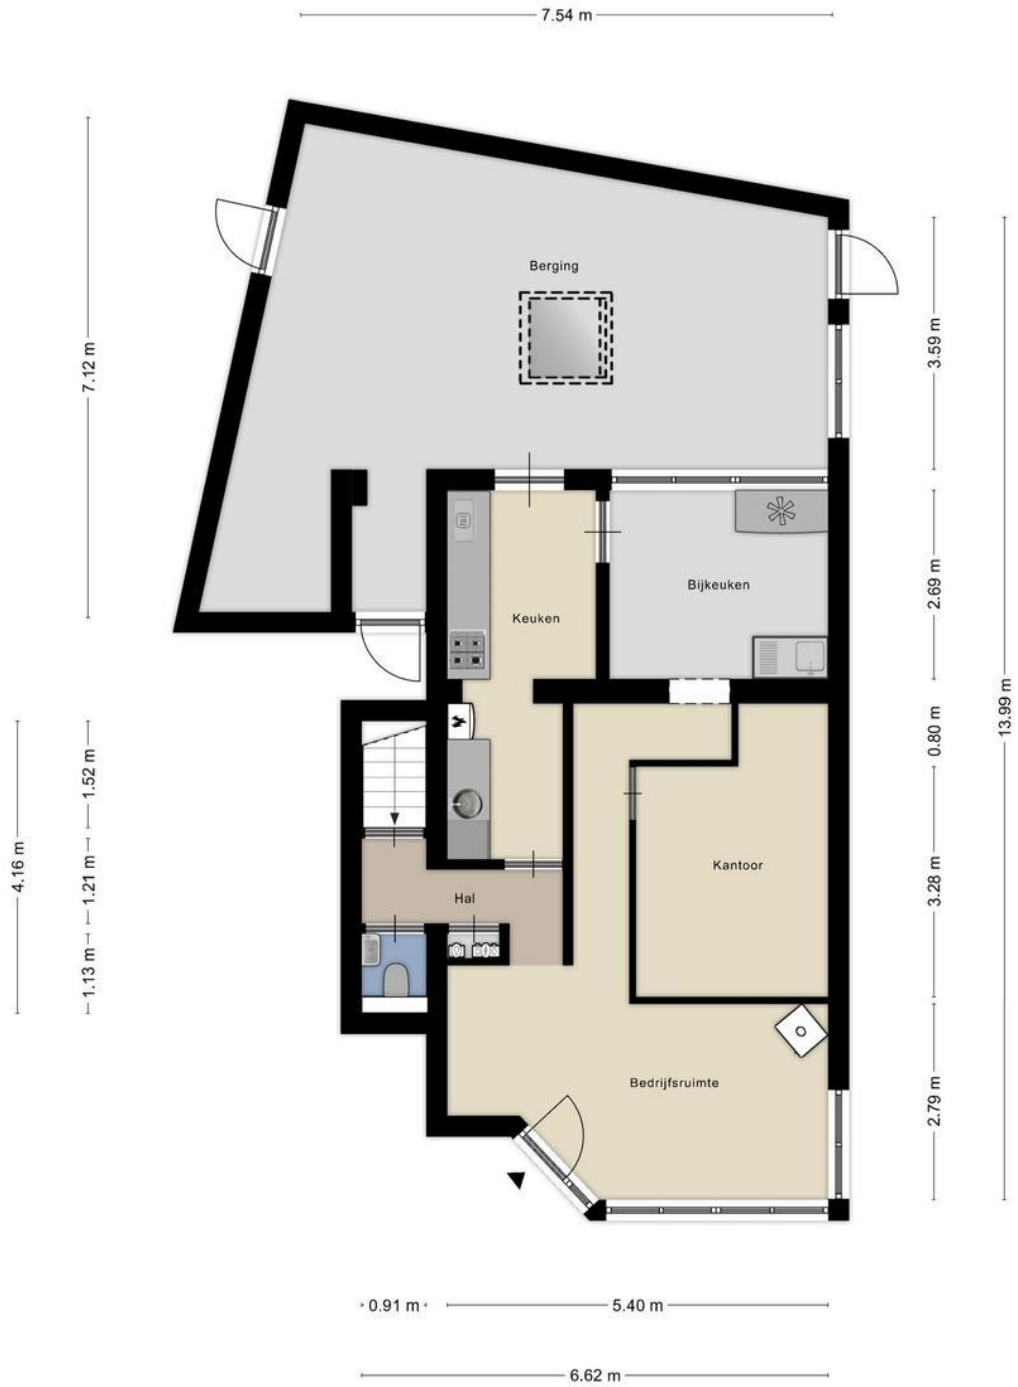 7.54 m
Berging
7.12 m
3.59 m
13.99 m
Bijkeuken
Keuken
2.69 m
0.80 m
1.52 m
4.16 m
1.21 m
Kantoor
3.28 m
Hal
1.13 m
Bedrijfsruimte
2.79 m
0.91 m
5.40 m
6.62 m